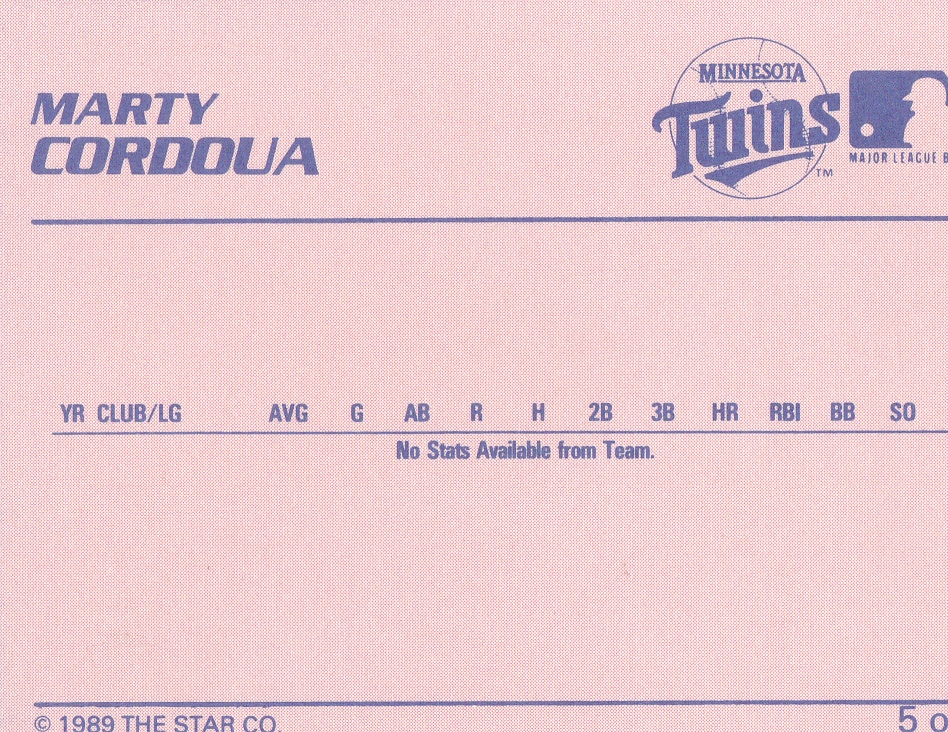 MARTY
CORDOUA
MINNESOTA
Twins
TM
MAJOR LEAGUE B
YR CLUB/LG AVG G AB R H 2B 3B HR RBI BB SO
No Stats Available from Team.
© 1989 THE STAR CO. 5 o